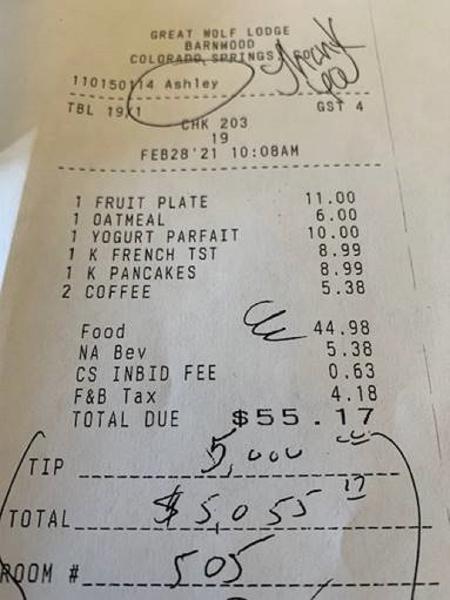 GREAT WOLF LODGE
BARNWOOD
COLORADO SPRINGS
Thank
110150114 Ashley
TBL 19/1 GST 4
CHK 203
19
FEB28'21 10:08AM
1 FRUIT PLATE 11.00
1 OATMEAL 6.00
1 YOGURT PARFAIT 10.00
1 K FRENCH TST 8.99
1 K PANCAKES 8.99
2 COFFEE 5.38
Food 44.98
NA Bev 5.38
CS INBID FEE 0.63
F&B Tax 4.18
TOTAL DUE $55.17
TIP 5,000
TOTAL $5,055 17
ROOM # 505